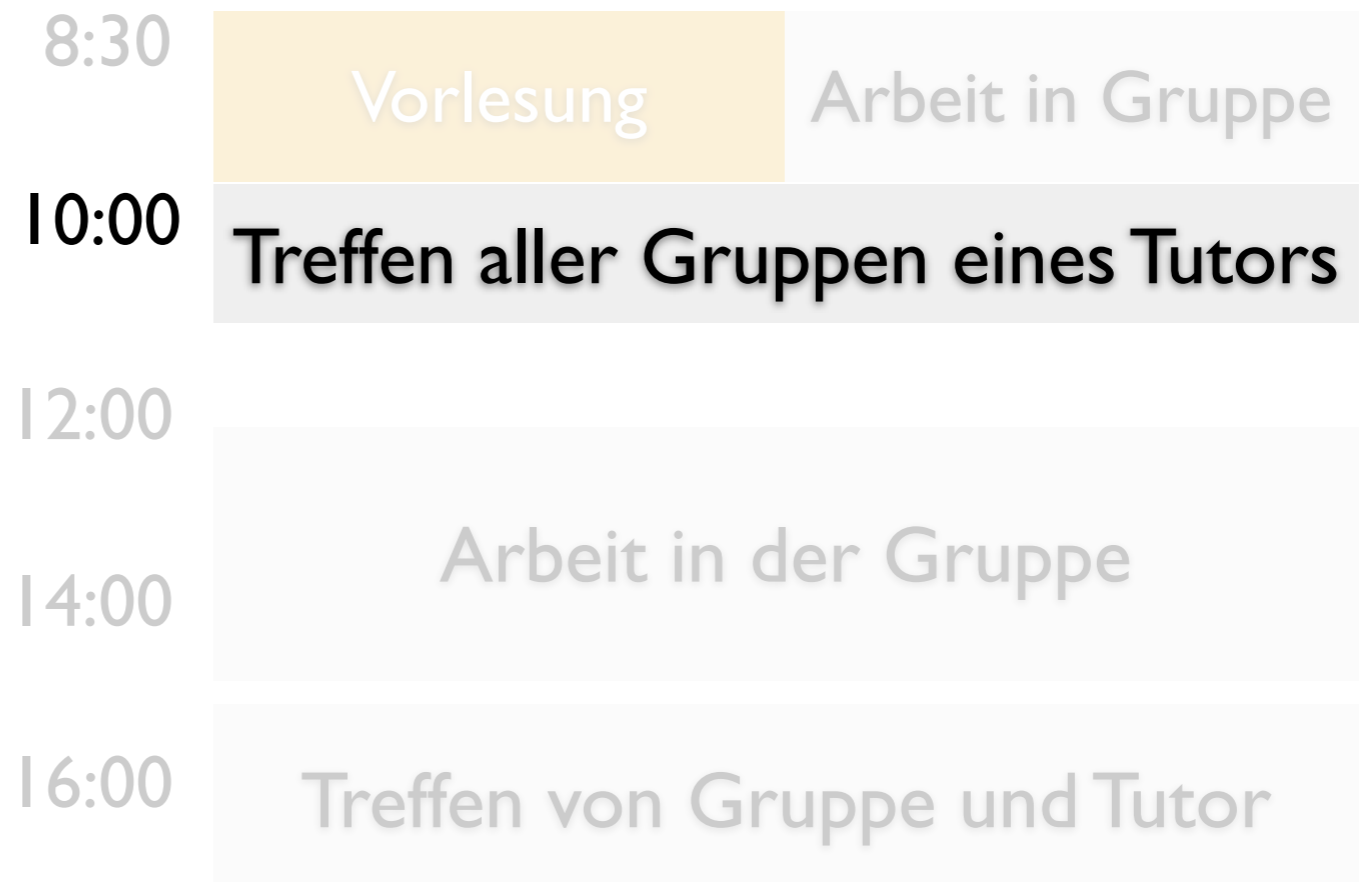 8:30
Vorlesung
Arbeit in Gruppe
10:00
Treffen aller Gruppen eines Tutors
12:00
Arbeit in der Gruppe
14:00
16:00
Treffen von Gruppe und Tutor